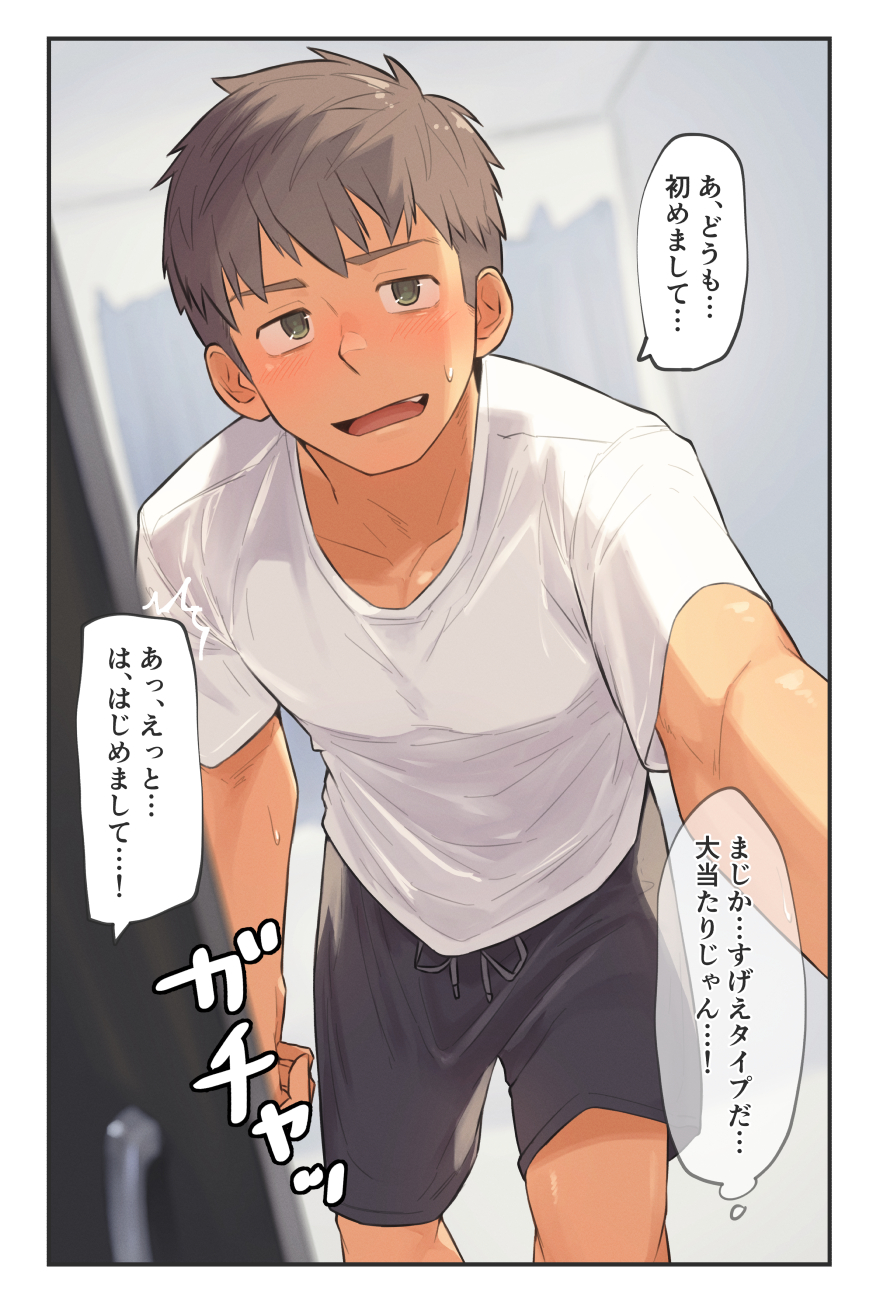 あ、どうも…
初めまして…
あっ、えっと…
は、はじめまして…！
ガチャッ
まじか…すげえタイプだ…
大当たりじゃん…！